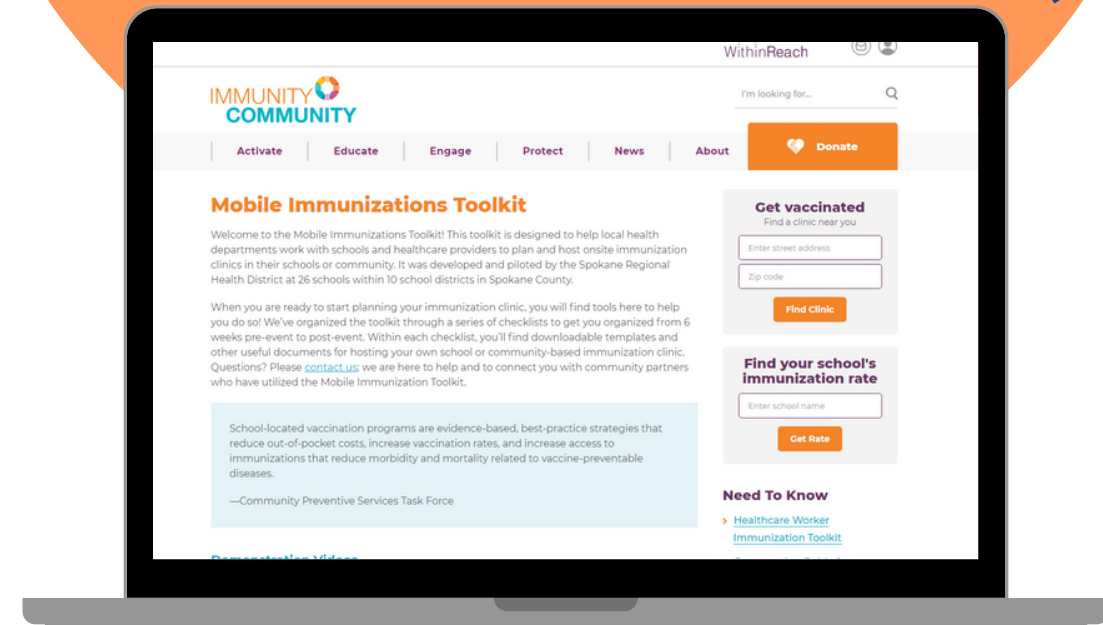 WithinReach
IMMUNITY
COMMUNITY
I'm looking for...
Activate
Educate
Engage
Protect
News
About
Donate
Mobile Immunizations Toolkit
Welcome to the Mobile Immunizations Toolkit! This toolkit is designed to help local health
departments work with schools and healthcare providers to plan and host onsite immunization
clinics in their schools or community. It was developed and piloted by the Spokane Regional
Health District at 26 schools within 10 school districts in Spokane County.
When you are ready to start planning your immunization clinic, you will find tools here to help
you do so! We've organized the toolkit through a series of checklists to get you organized from 6
weeks pre-event to post-event. Within each checklist, you'll find downloadable templates and
other useful documents for hosting your own school or community-based immunization clinic.
Questions? Please contact us; we are here to help and to connect you with community partners
who have utilized the Mobile Immunization Toolkit.
School-located vaccination programs are evidence-based, best-practice strategies that
reduce out-of-pocket costs, increase vaccination rates, and increase access to
immunizations that reduce morbidity and mortality related to vaccine-preventable
diseases.
—Community Preventive Services Task Force
Demonstration Videos
Get vaccinated
Find a clinic near you
Enter street address
Zip code
Find Clinic
Find your school's
immunization rate
Enter school name
Get Rate
Need To Know
Healthcare Worker
Immunization Toolkit